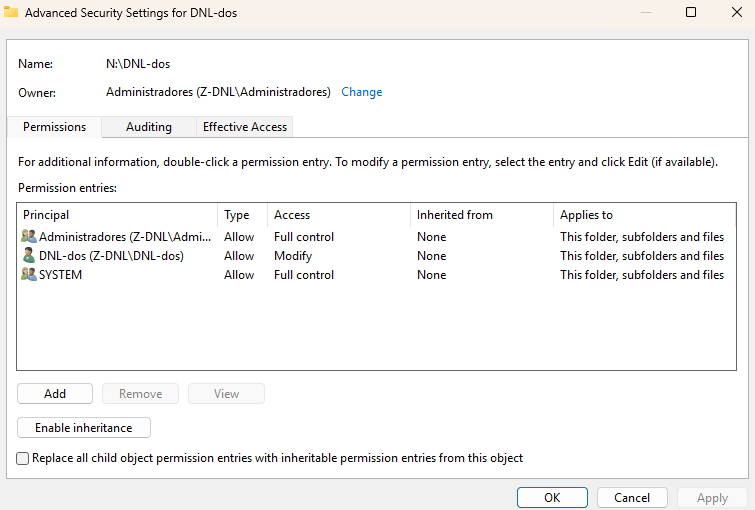 Advanced Security Settings for DNL-dos
Name: N:\DNL-dos
Owner: Administradores (Z-DNL\Administradores) Change
Permissions Auditing Effective Access
For additional information, double-click a permission entry. To modify a permission entry, select the entry and click Edit (if available).
Permission entries:
Principal Type Access Inherited from Applies to
Administradores (Z-DNL\Admi... Allow Full control None This folder, subfolders and files
DNL-dos (Z-DNL\DNL-dos) Allow Modify None This folder, subfolders and files
SYSTEM Allow Full control None This folder, subfolders and files
Add Remove View
Enable inheritance
Replace all child object permission entries with inheritable permission entries from this object
OK Cancel Apply